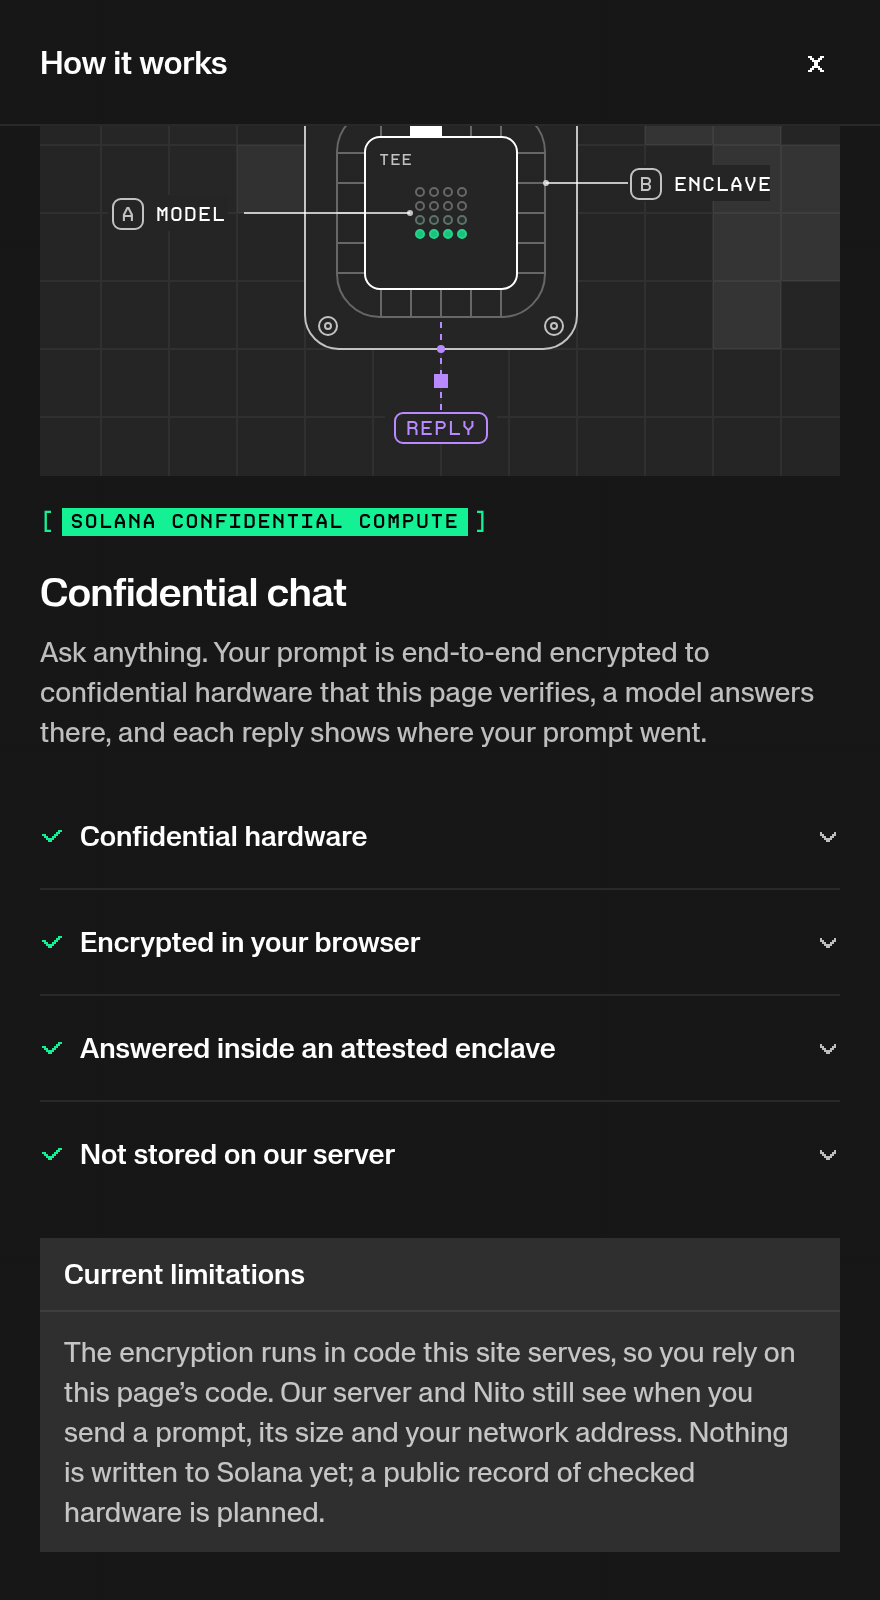 How it works
TEE
B ENCLAVE
A MODEL
REPLY
[ SOLANA CONFIDENTIAL COMPUTE ]
Confidential chat
Ask anything. Your prompt is end-to-end encrypted to
confidential hardware that this page verifies, a model answers
there, and each reply shows where your prompt went.
Confidential hardware
Encrypted in your browser
Answered inside an attested enclave
Not stored on our server
Current limitations
The encryption runs in code this site serves, so you rely on
this page’s code. Our server and Nito still see when you
send a prompt, its size and your network address. Nothing
is written to Solana yet; a public record of checked
hardware is planned.